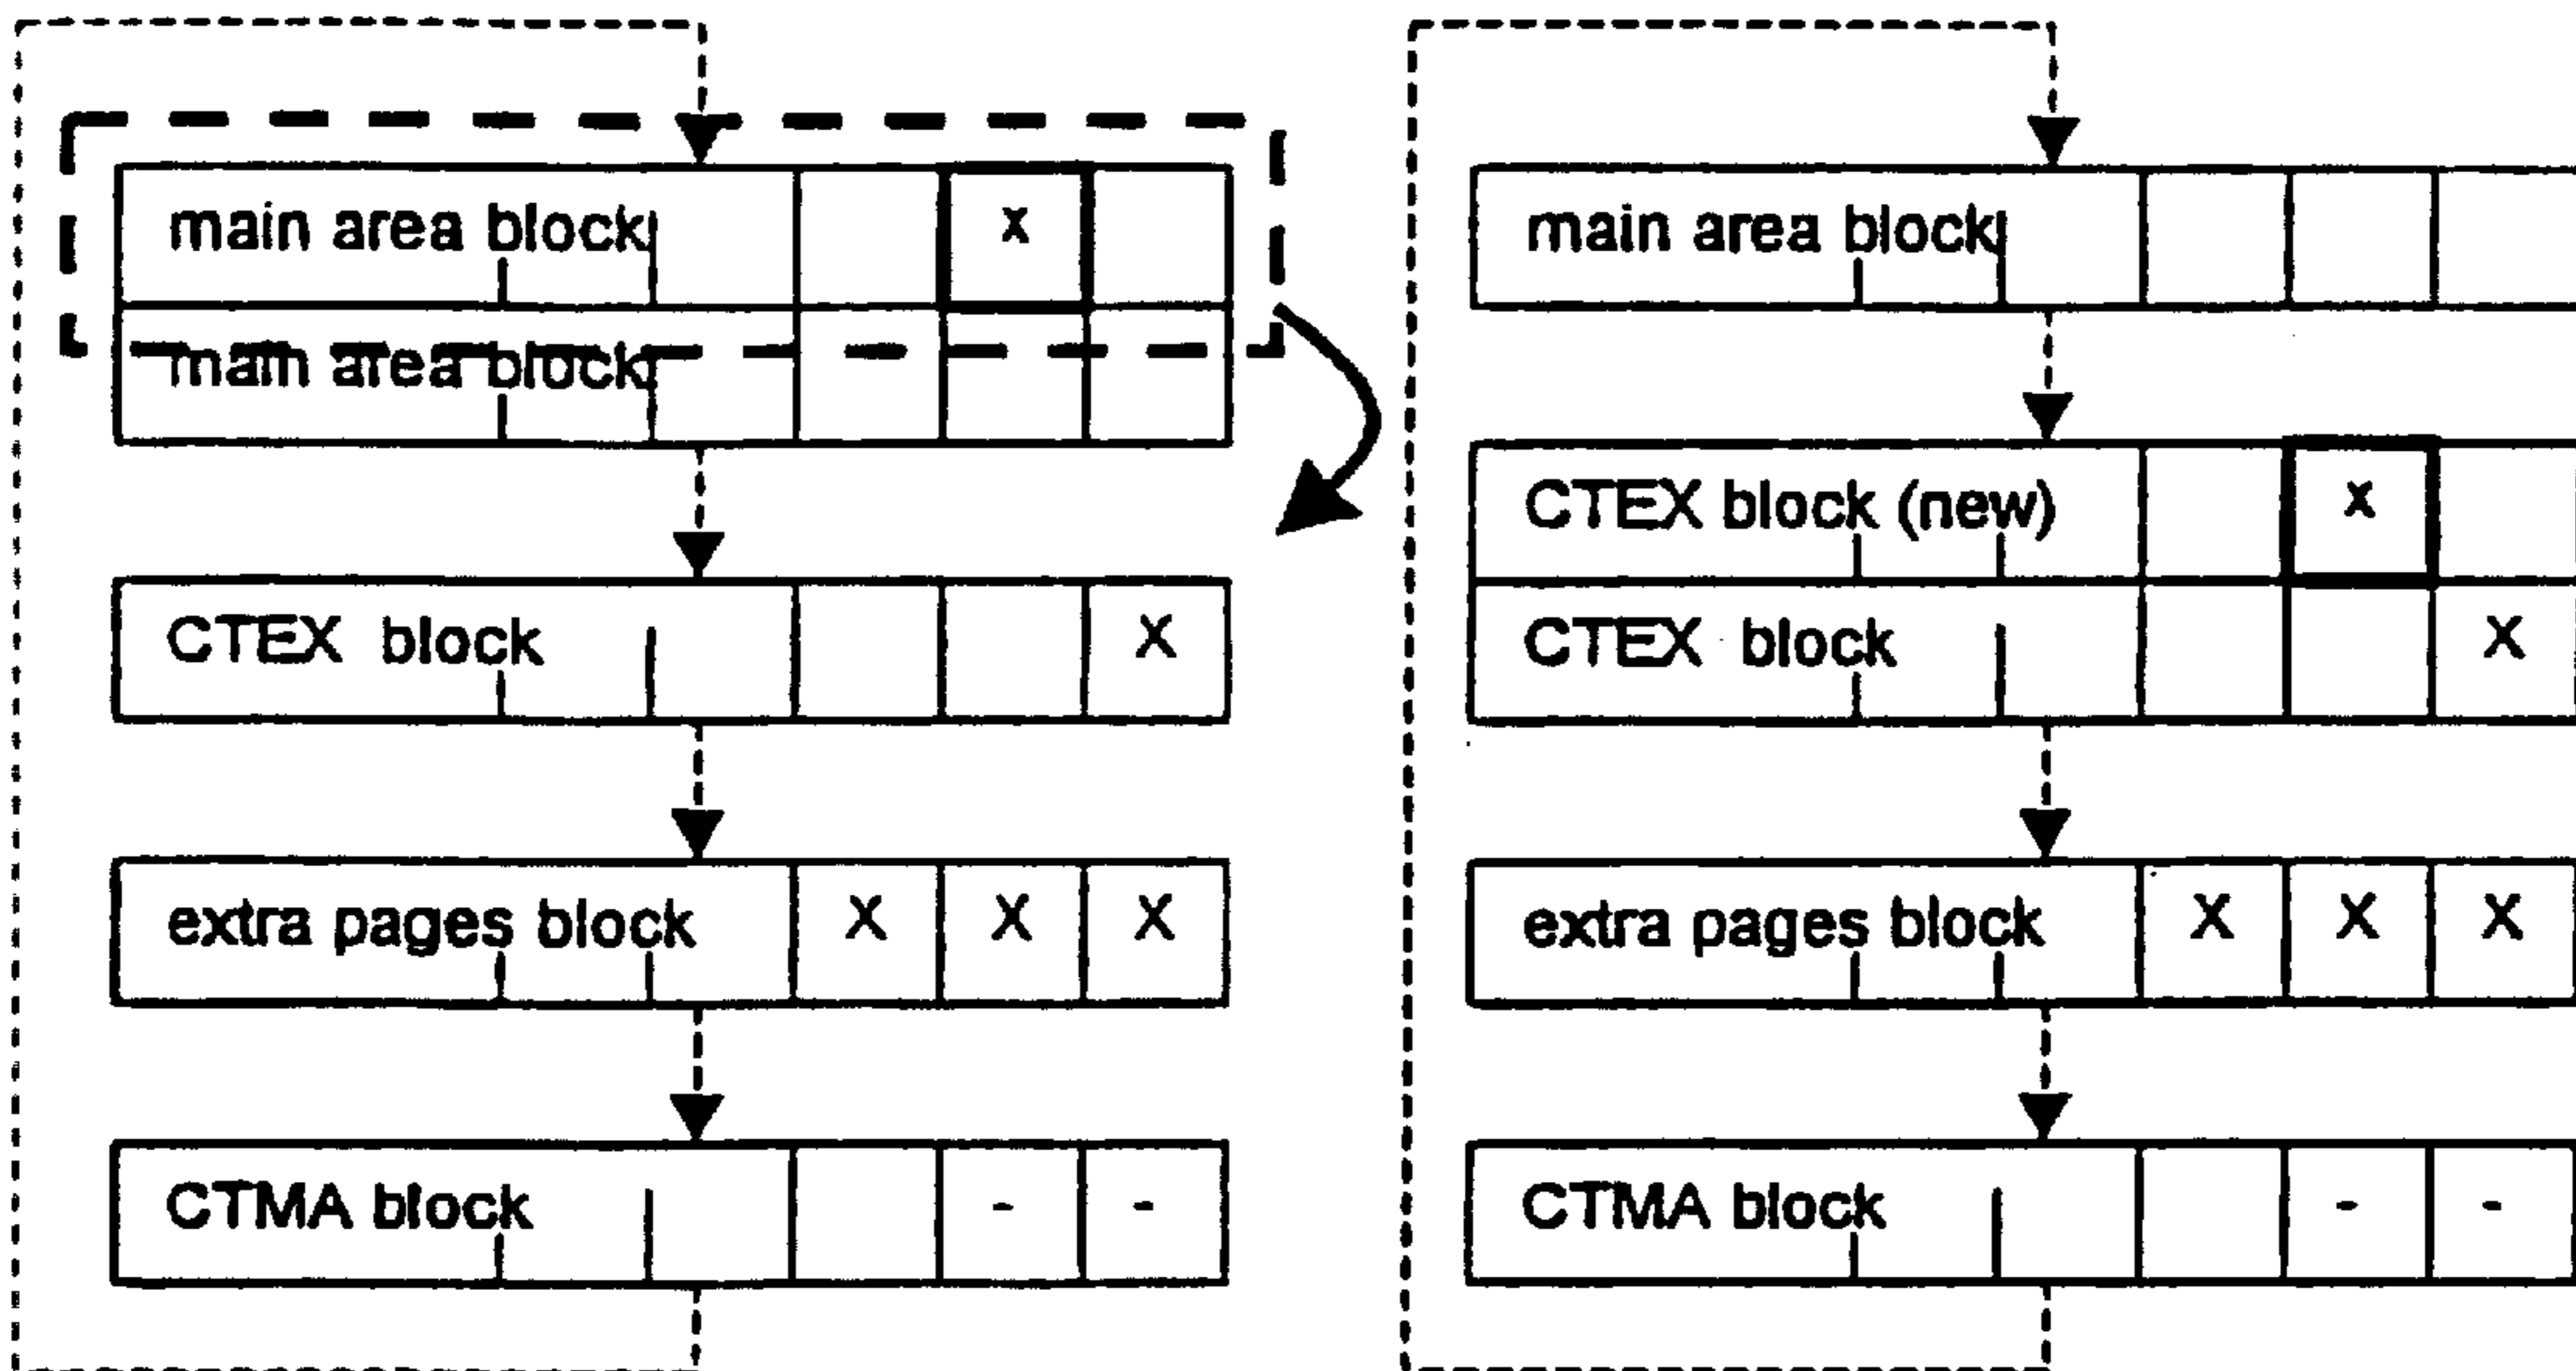 main area block x
main area block
CTEX block X
extra pages block X X X
CTMA block - -
main area block
CTEX block (new) x
CTEX block X
extra pages block X X X
CTMA block - -